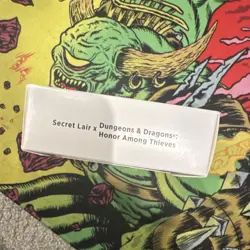 Secret Lair x Dungeons & Dragons®:
Honor Among Thieves